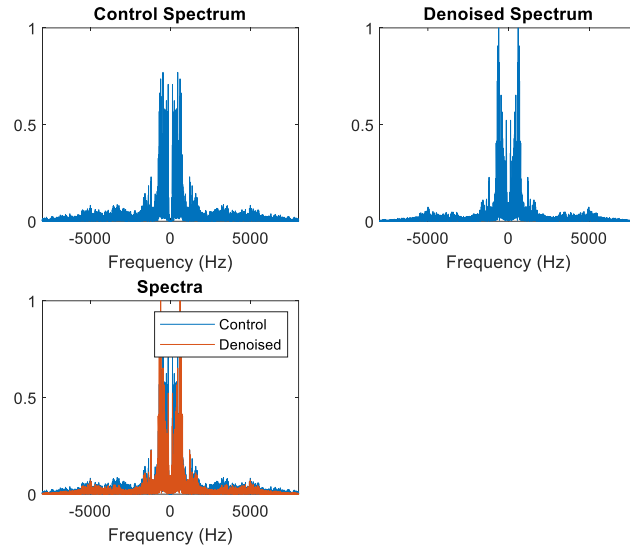 Control Spectrum
1
0.5
0
-5000
0
5000
Frequency (Hz)
Denoised Spectrum
1
0.5
0
-5000
0
5000
Frequency (Hz)
Spectra
1
0.5
0
-5000
0
5000
Frequency (Hz)
Control
Denoised